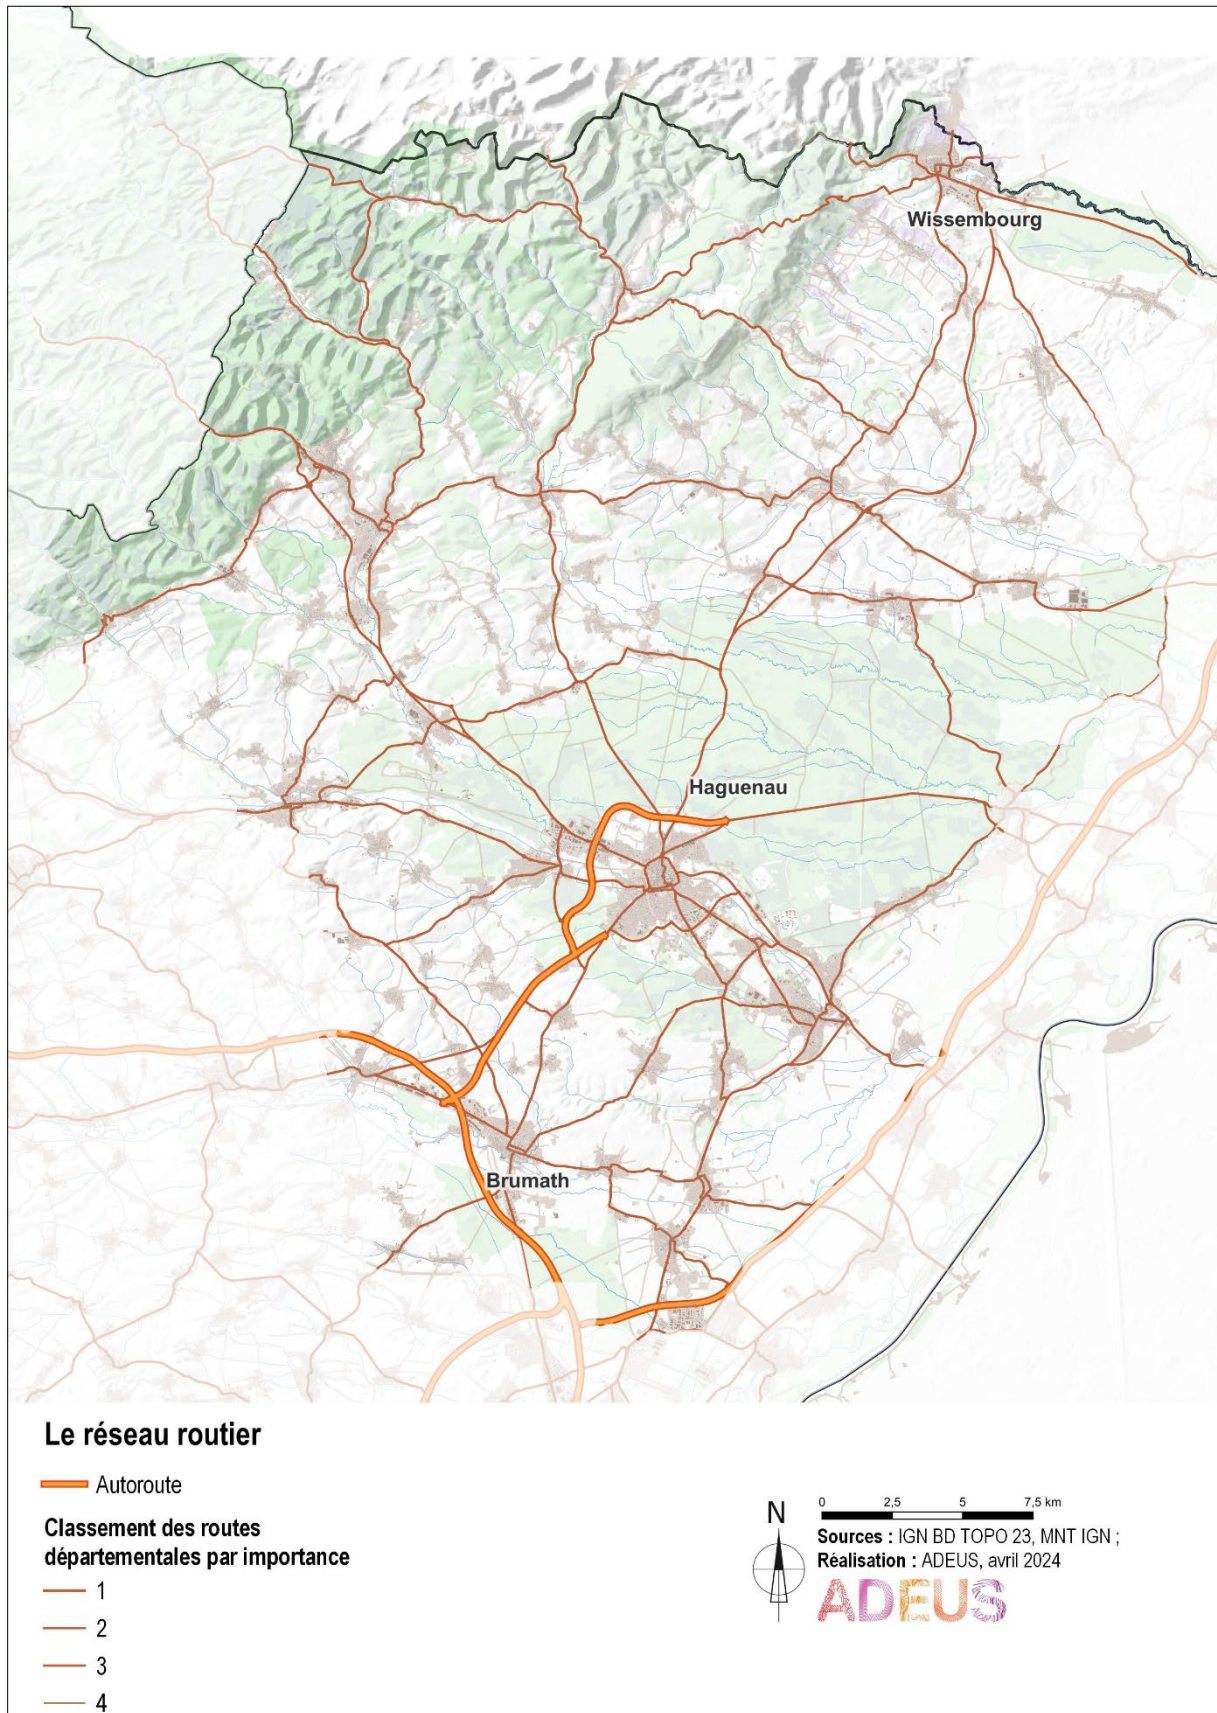 Wissembourg
Haguenau
Brumath
Le réseau routier
Autoroute
Classement des routes
départementales par importance
1
2
3
4
N
0 2,5 5 7,5 km
Sources : IGN BD TOPO 23, MNT IGN ;
Réalisation : ADEUS, avril 2024
ADEUS